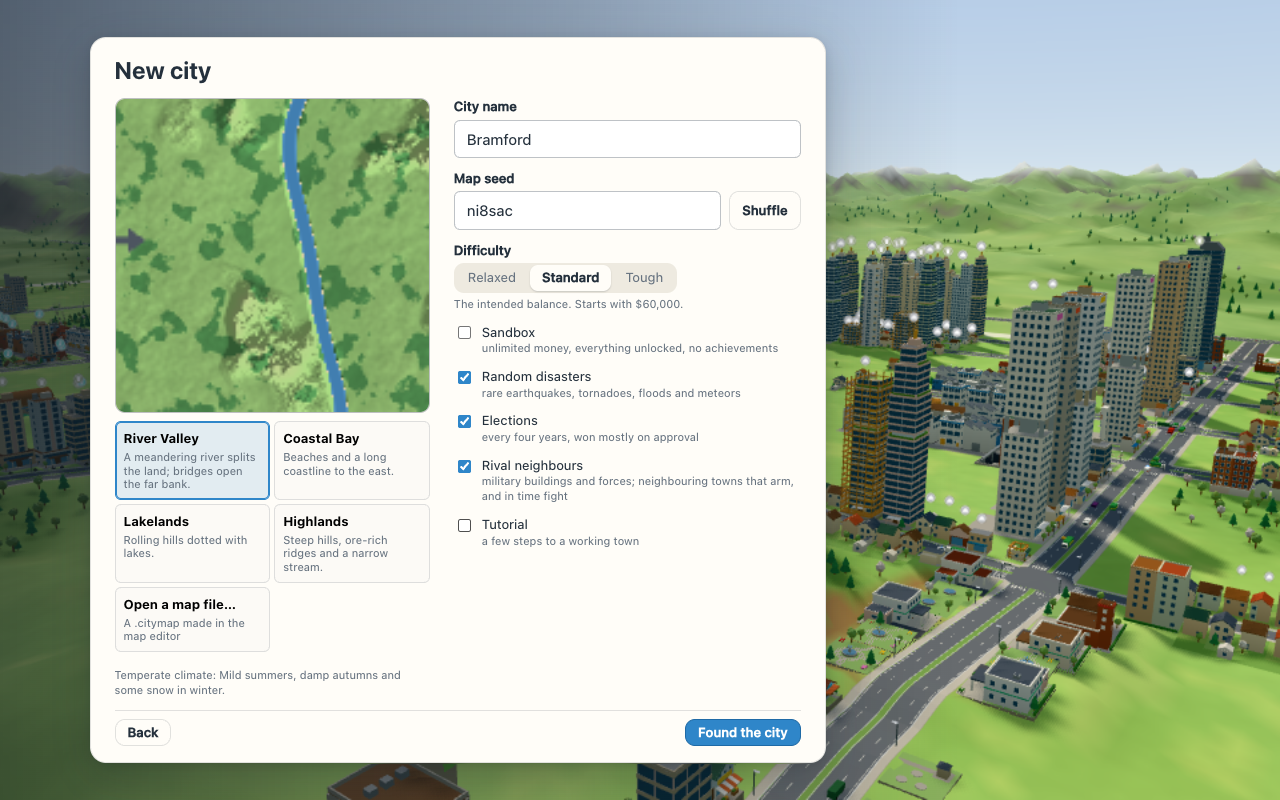 New city
City name
Bramford
Map seed
ni8sac
Shuffle
Difficulty
Relaxed
Standard
Tough
The intended balance. Starts with $60,000.
Sandbox
unlimited money, everything unlocked, no achievements
Random disasters
rare earthquakes, tornadoes, floods and meteors
Elections
every four years, won mostly on approval
Rival neighbours
military buildings and forces; neighbouring towns that arm,
and in time fight
Tutorial
a few steps to a working town
River Valley
A meandering river splits
the land; bridges open
the far bank.
Coastal Bay
Beaches and a long
coastline to the east.
Lakelands
Rolling hills dotted with
lakes.
Highlands
Steep hills, ore-rich
ridges and a narrow
stream.
Open a map file...
A .citymap made in the
map editor
Temperate climate: Mild summers, damp autumns and
some snow in winter.
Back
Found the city